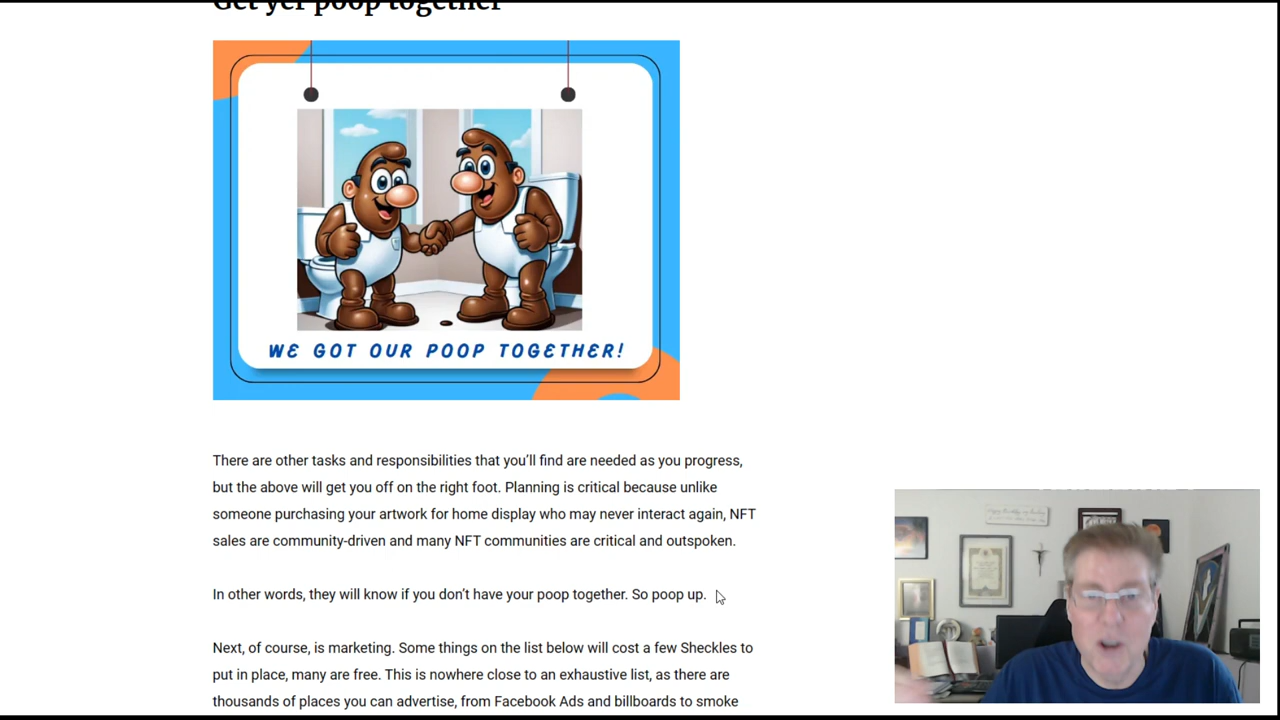 Get yer poop together
WE GOT OUR POOP TOGETHER!
There are other tasks and responsibilities that you’ll find are needed as you progress,
but the above will get you off on the right foot. Planning is critical because unlike
someone purchasing your artwork for home display who may never interact again, NFT
sales are community-driven and many NFT communities are critical and outspoken.
In other words, they will know if you don’t have your poop together. So poop up.
Next, of course, is marketing. Some things on the list below will cost a few Sheckles to
put in place, many are free. This is nowhere close to an exhaustive list, as there are
thousands of places you can advertise, from Facebook Ads and billboards to smoke